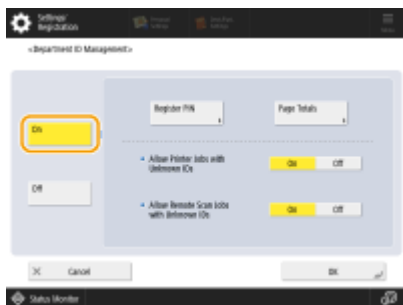 Settings/
Registration
<Department ID Management>
On
Register PIN
Page Totals
Allow Printer Jobs with
Unknown IDs
On
Off
Off
Allow Remote Scan Jobs
with Unknown IDs
On
Off
Cancel
OK
Status Monitor